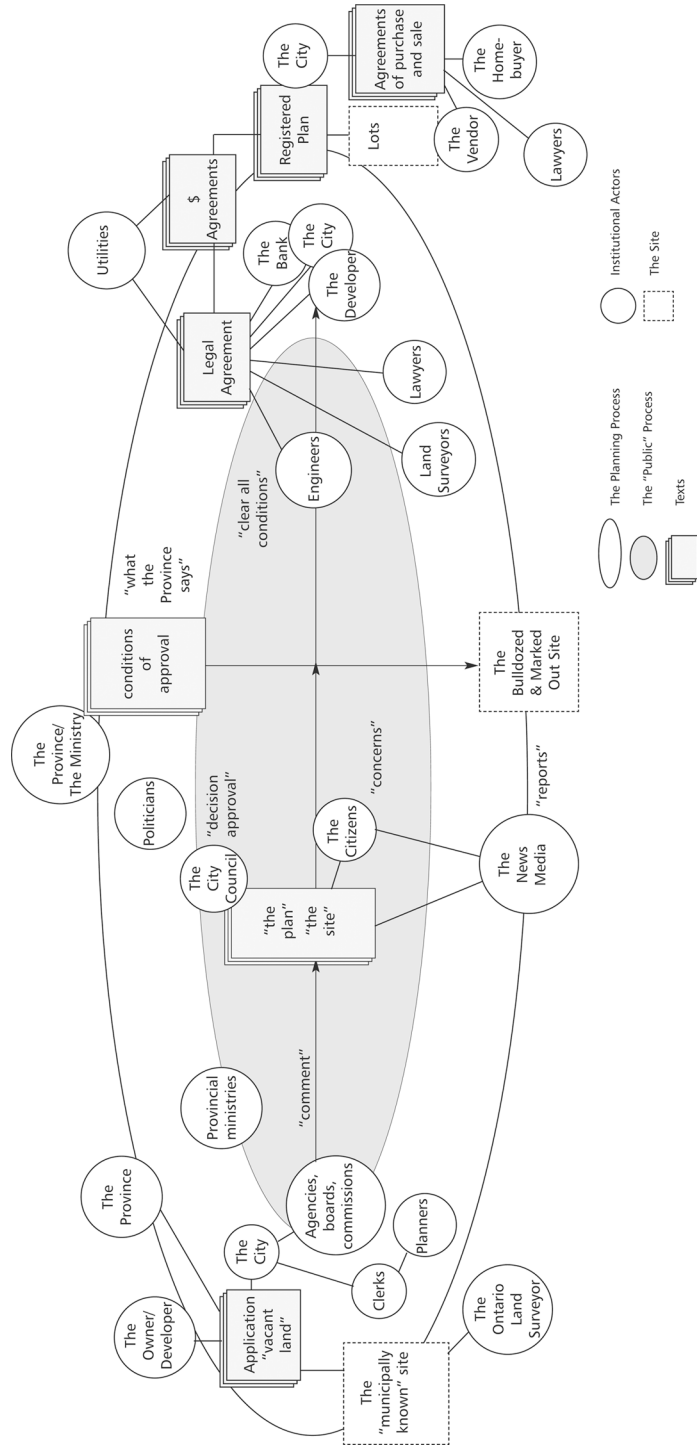 The
Owner/
Developer
The
Province
Application
“vacant
land”
The
“municipally
known” site
The
Ontario
Land
Surveyor
The
City
Clerks
Planners
Agencies,
boards,
commissions
Provincial
ministries
“comment”
“the
plan”
“the
site”
The
City
Council
“decision
approval”
Politicians
The
Province/
The Ministry
conditions
of
approval
“what
the
Province
says”
The
Citizens
“concerns”
The
News
Media
“reports”
The
Bulldozed
& Marked
Out Site
“clear all
conditions”
Engineers
Land
Surveyors
Lawyers
Legal
Agreement
Utilities
$
Agreements
The
Bank
The
City
The
Developer
Registered
Plan
Lots
The
City
Agreements
of purchase
and sale
The
Vendor
The
Home-
buyer
Lawyers
The Planning Process
The “Public” Process
Texts
Institutional Actors
The Site